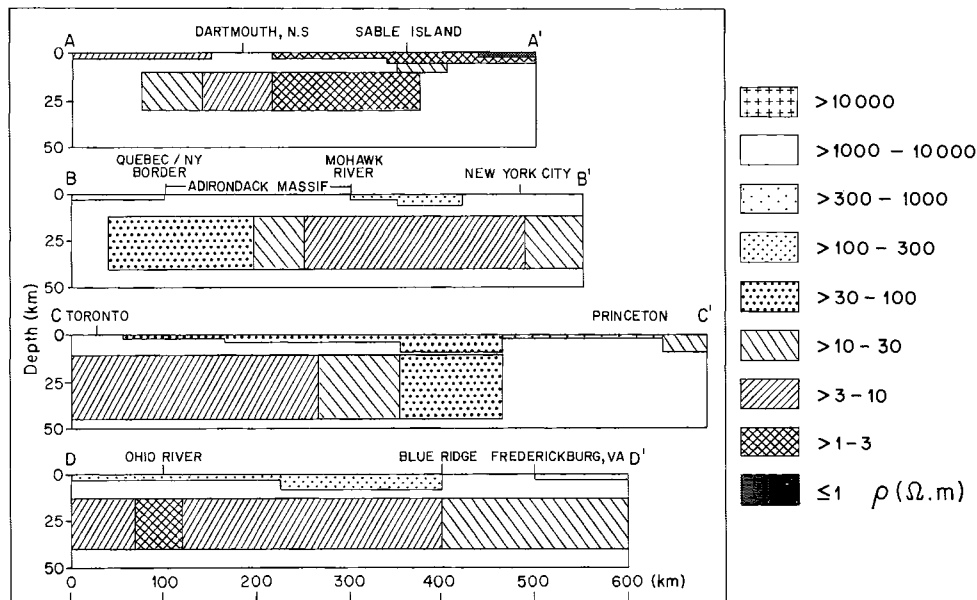 DARTMOUTH, N.S SABLE ISLAND
A A'
0
25
50
QUEBEC / NY BORDER MOHAWK RIVER NEW YORK CITY
B ADIRONDACK MASSIF B'
0
25
50
C TORONTO PRINCETON C'
0
25
50
OHIO RIVER BLUE RIDGE FREDERICKBURG, VA
D D'
0
25
50
0 100 200 300 400 500 600 (km)
Depth (km)
>10 000
>1000 - 10 000
>300 - 1000
>100 - 300
>30 - 100
>10 - 30
>3 - 10
>1 - 3
≤1 ρ (Ω.m)